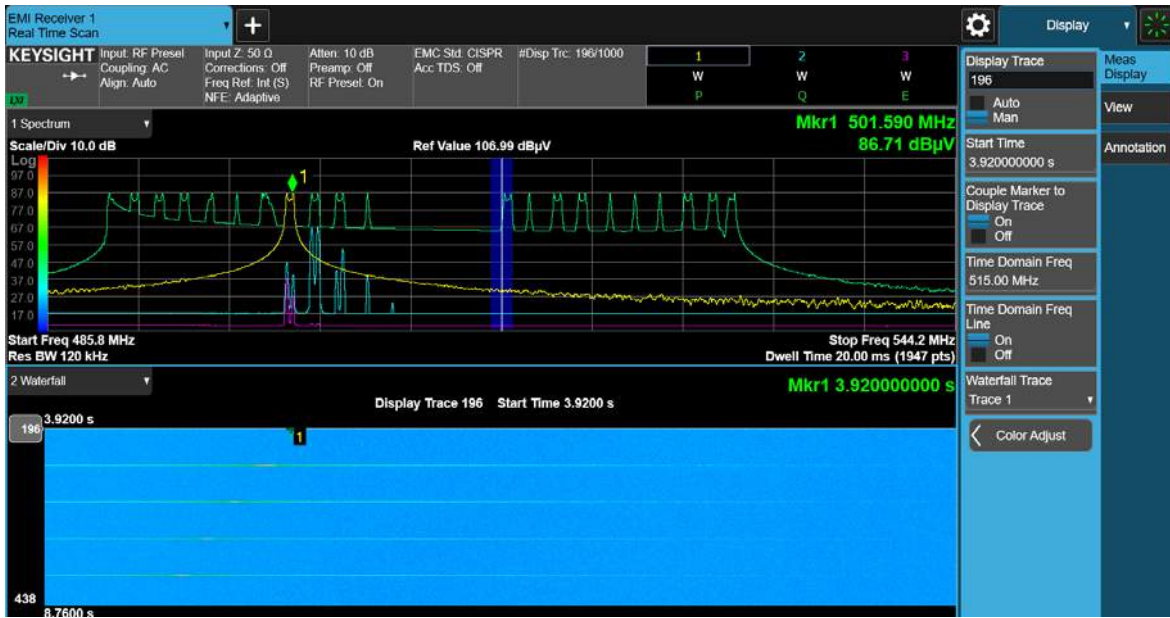 EMI Receiver 1
Real Time Scan
+
Display
KEYSIGHT
LXI
Input: RF Presel
Coupling: AC
Align: Auto
Input Z: 50 Ω
Corrections: Off
Freq Ref: Int (S)
NFE: Adaptive
Atten: 10 dB
Preamp: Off
RF Presel: On
EMC Std: CISPR
Acc TDS: Off
#Disp Trc: 196/1000
1 2 3
W W W
P Q E
1 Spectrum
Mkr1 501.590 MHz
Scale/Div 10.0 dB
Ref Value 106.99 dBµV
86.71 dBµV
Log
97.0
87.0
77.0
67.0
57.0
47.0
37.0
27.0
17.0
1
Start Freq 485.8 MHz
Stop Freq 544.2 MHz
Res BW 120 kHz
Dwell Time 20.00 ms (1947 pts)
2 Waterfall
Mkr1 3.920000000 s
Display Trace 196 Start Time 3.9200 s
3.9200 s
196
1
438
8.7600 s
Display Trace
196
Auto
Man
Start Time
3.920000000 s
Couple Marker to
Display Trace
On
Off
Time Domain Freq
515.00 MHz
Time Domain Freq
Line
On
Off
Waterfall Trace
Trace 1
Color Adjust
Meas
Display
View
Annotation